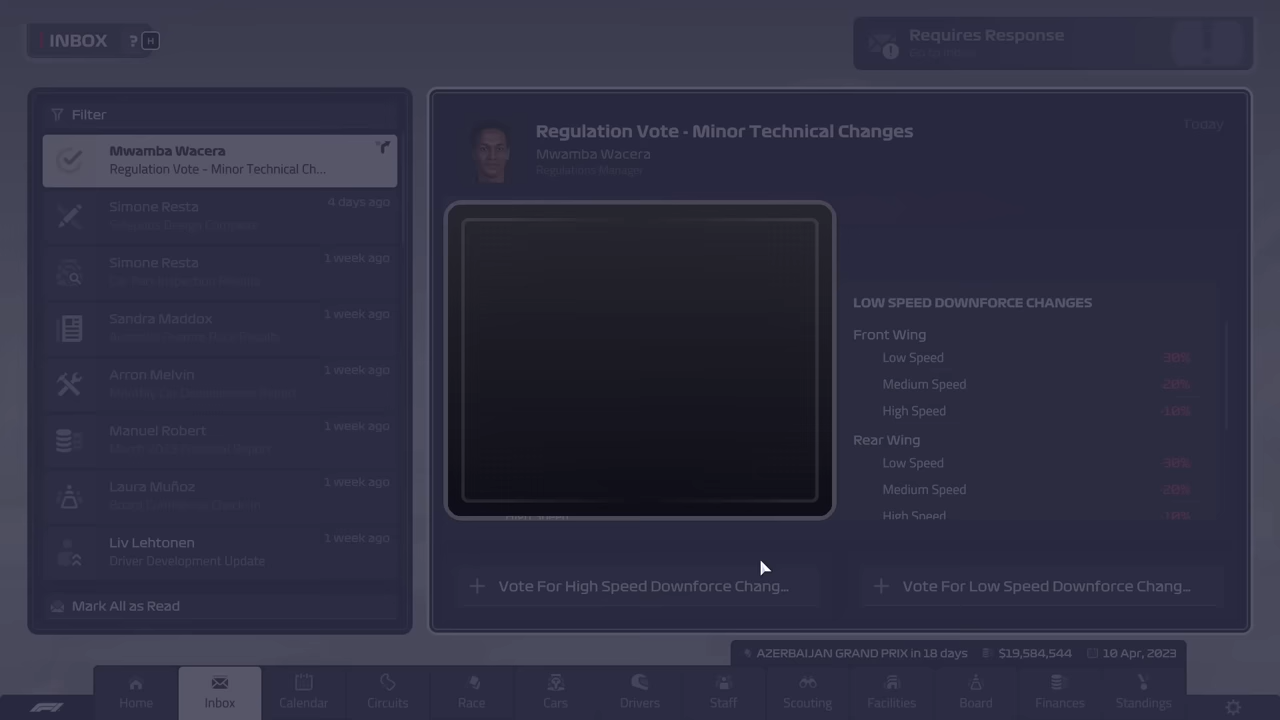 INBOX
? H
Requires Response
Filter
Mwamba Wacera
Regulation Vote - Minor Technical Ch...
Simone Resta
4 days ago
Simone Resta
1 week ago
Sandra Maddox
1 week ago
Arron Melvin
1 week ago
Manuel Robert
1 week ago
Laura Muñoz
1 week ago
Liv Lehtonen
1 week ago
Driver Development Update
Mark All as Read
Regulation Vote - Minor Technical Changes
Today
Mwamba Wacera
Regulations Manager
LOW SPEED DOWNFORCE CHANGES
Front Wing
Low Speed -30%
Medium Speed -20%
High Speed -10%
Rear Wing
Low Speed -30%
Medium Speed -20%
High Speed -10%
Vote For High Speed Downforce Chang...
Vote For Low Speed Downforce Chang...
AZERBAIJAN GRAND PRIX in 18 days $19,584,544 10 Apr, 2023
Home Inbox Calendar Circuits Race Cars Drivers Staff Scouting Facilities Board Finances Standings